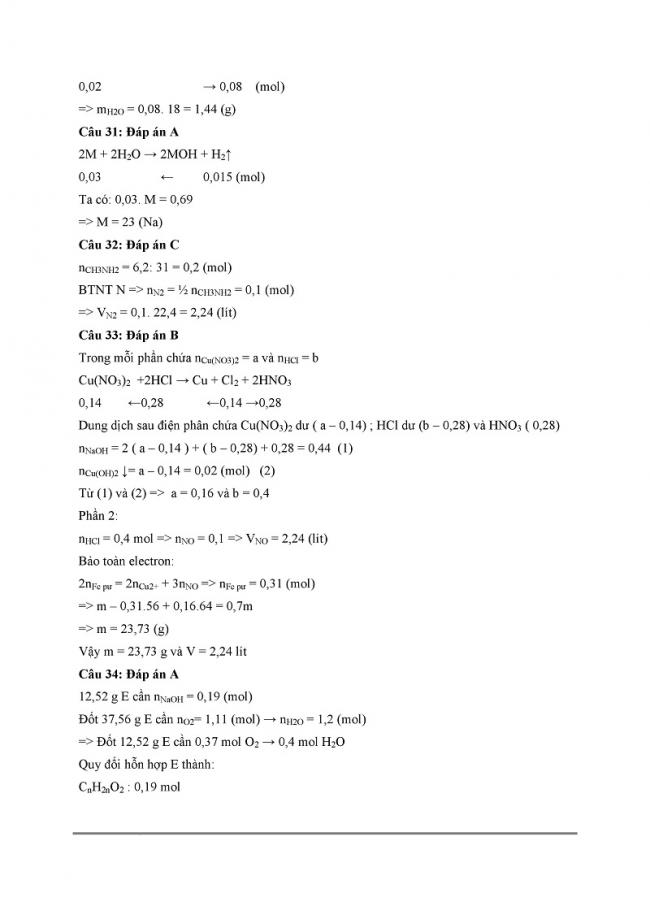 0,02 → 0,08 (mol)
=> mH2O = 0,08. 18 = 1,44 (g)
Câu 31: Đáp án A
2M + 2H2O → 2MOH + H2↑
0,03 ← 0,015 (mol)
Ta có: 0,03. M = 0,69
=> M = 23 (Na)
Câu 32: Đáp án C
nCH3NH2 = 6,2: 31 = 0,2 (mol)
BTNT N => nN2 = ½ nCH3NH2 = 0,1 (mol)
=> VN2 = 0,1. 22,4 = 2,24 (lít)
Câu 33: Đáp án B
Trong mỗi phần chứa nCu(NO3)2 = a và nHCl = b
Cu(NO3)2 +2HCl → Cu + Cl2 + 2HNO3
0,14 ←0,28 ←0,14 →0,28
Dung dịch sau điện phân chứa Cu(NO3)2 dư ( a – 0,14) ; HCl dư (b – 0,28) và HNO3 ( 0,28)
nNaOH = 2 ( a – 0,14 ) + ( b – 0,28) + 0,28 = 0,44 (1)
nCu(OH)2 ↓= a – 0,14 = 0,02 (mol) (2)
Từ (1) và (2) => a = 0,16 và b = 0,4
Phần 2:
nHCl = 0,4 mol => nNO = 0,1 => VNO = 2,24 (lít)
Bảo toàn electron:
2nFe pư = 2nCu2+ + 3nNO => nFe pư = 0,31 (mol)
=> m – 0,31.56 + 0,16.64 = 0,7m
=> m = 23,73 (g)
Vậy m = 23,73 g và V = 2,24 lít
Câu 34: Đáp án A
12,52 g E cần nNaOH = 0,19 (mol)
Đốt 37,56 g E cần nO2= 1,11 (mol) → nH2O = 1,2 (mol)
=> Đốt 12,52 g E cần 0,37 mol O2 → 0,4 mol H2O
Quy đổi hỗn hợp E thành:
CnH2nO2 : 0,19 mol